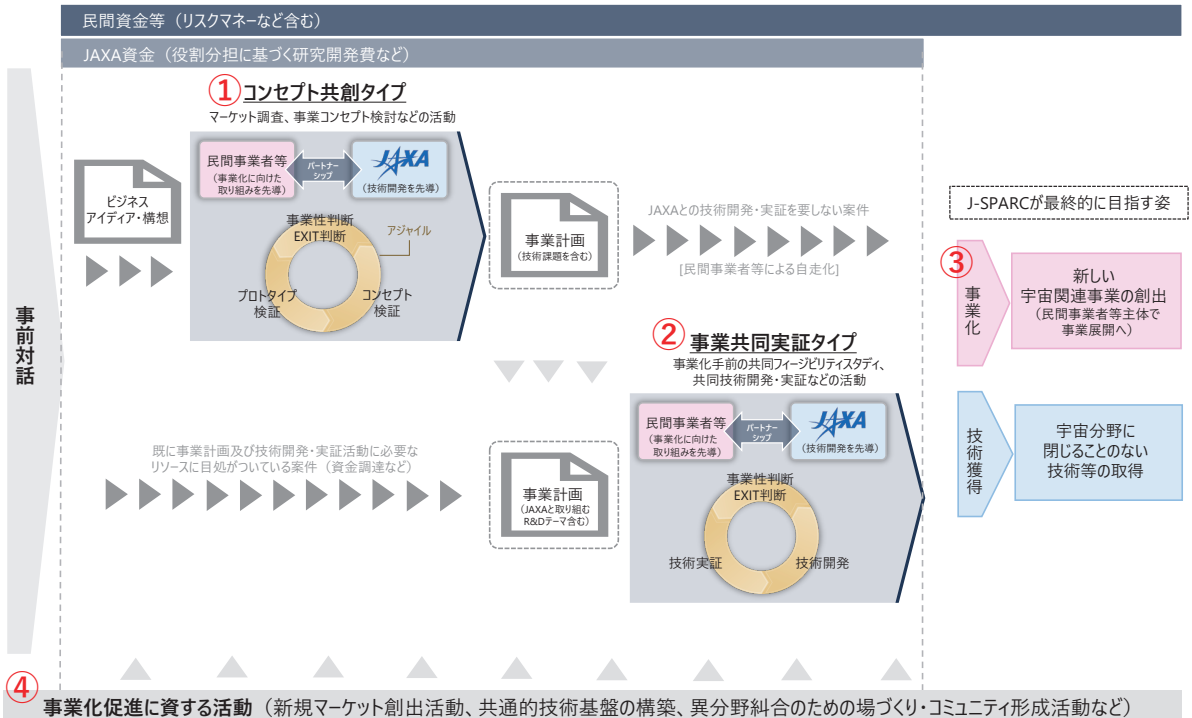 民間資金等（リスクマネーなど含む）
JAXA資金（役割分担に基づく研究開発費など）
事前対話
①コンセプト共創タイプ
マーケット調査、事業コンセプト検討などの活動
ビジネス
アイディア・構想
民間事業者等
（事業化に向けた
取り組みを先導）
パートナー
シップ
JAXA
（技術開発を先導）
事業性判断
EXIT判断
アジャイル
プロトタイプ
検証
コンセプト
検証
事業計画
（技術課題を含む）
JAXAとの技術開発・実証を要しない案件
[民間事業者等による自走化]
②事業共同実証タイプ
事業化手前の共同フィージビリティスタディ、
共同技術開発・実証などの活動
既に事業計画及び技術開発・実証活動に必要な
リソースに目処がついている案件（資金調達など）
事業計画
（JAXAと取り組む
R&Dテーマ含む）
民間事業者等
（事業化に向けた
取り組みを先導）
パートナー
シップ
JAXA
（技術開発を先導）
事業性判断
EXIT判断
技術実証
技術開発
J-SPARCが最終的に目指す姿
③
事業化
新しい
宇宙関連事業の創出
（民間事業者等主体で
事業展開へ）
技術獲得
宇宙分野に
閉じることのない
技術等の取得
④
事業化促進に資する活動（新規マーケット創出活動、共通的技術基盤の構築、異分野糾合のための場づくり・コミュニティ形成活動など）